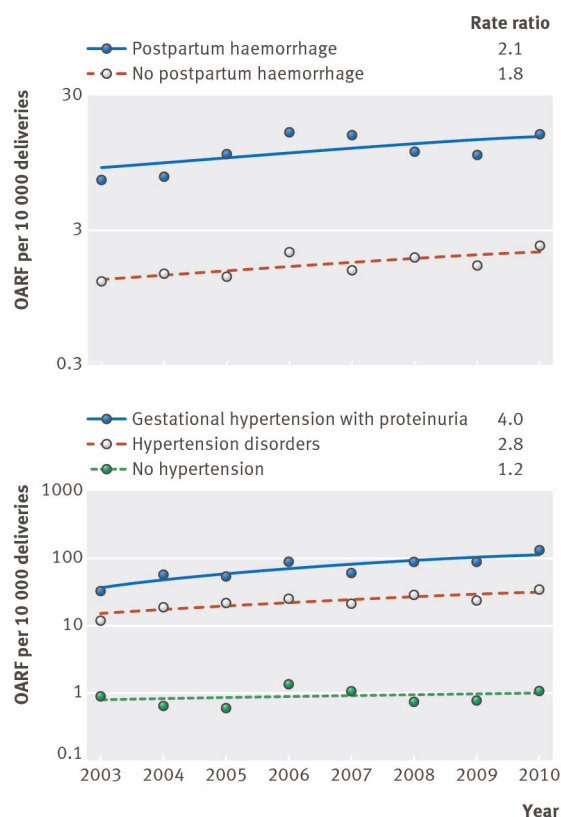 Rate ratio
Postpartum haemorrhage 2.1
No postpartum haemorrhage 1.8
OARF per 10 000 deliveries
30
3
0.3
Gestational hypertension with proteinuria 4.0
Hypertension disorders 2.8
No hypertension 1.2
OARF per 10 000 deliveries
1000
100
10
1
0.1
2003 2004 2005 2006 2007 2008 2009 2010
Year